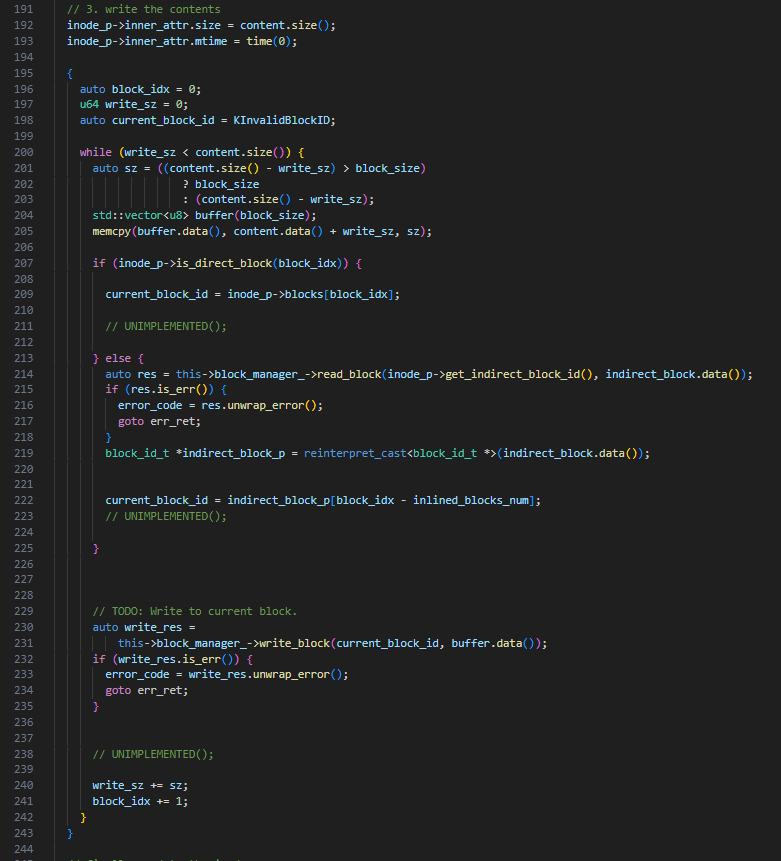 191 // 3. write the contents
192 inode_p->inner_attr.size = content.size();
193 inode_p->inner_attr.mtime = time(0);
194
195 {
196 auto block_idx = 0;
197 u64 write_sz = 0;
198 auto current_block_id = KInvalidBlockID;
199
200 while (write_sz < content.size()) {
201 auto sz = ((content.size() - write_sz) > block_size)
202 ? block_size
203 : (content.size() - write_sz);
204 std::vector<u8> buffer(block_size);
205 memcpy(buffer.data(), content.data() + write_sz, sz);
206
207 if (inode_p->is_direct_block(block_idx)) {
208
209 current_block_id = inode_p->blocks[block_idx];
210
211 // UNIMPLEMENTED();
212
213 } else {
214 auto res = this->block_manager_->read_block(inode_p->get_indirect_block_id(), indirect_block.data());
215 if (res.is_err()) {
216 error_code = res.unwrap_error();
217 goto err_ret;
218 }
219 block_id_t *indirect_block_p = reinterpret_cast<block_id_t *>(indirect_block.data());
220
221
222 current_block_id = indirect_block_p[block_idx - inlined_blocks_num];
223 // UNIMPLEMENTED();
224
225 }
226
227
228
229 // TODO: Write to current block.
230 auto write_res =
231 this->block_manager_->write_block(current_block_id, buffer.data());
232 if (write_res.is_err()) {
233 error_code = write_res.unwrap_error();
234 goto err_ret;
235 }
236
237
238 // UNIMPLEMENTED();
239
240 write_sz += sz;
241 block_idx += 1;
242 }
243 }
244